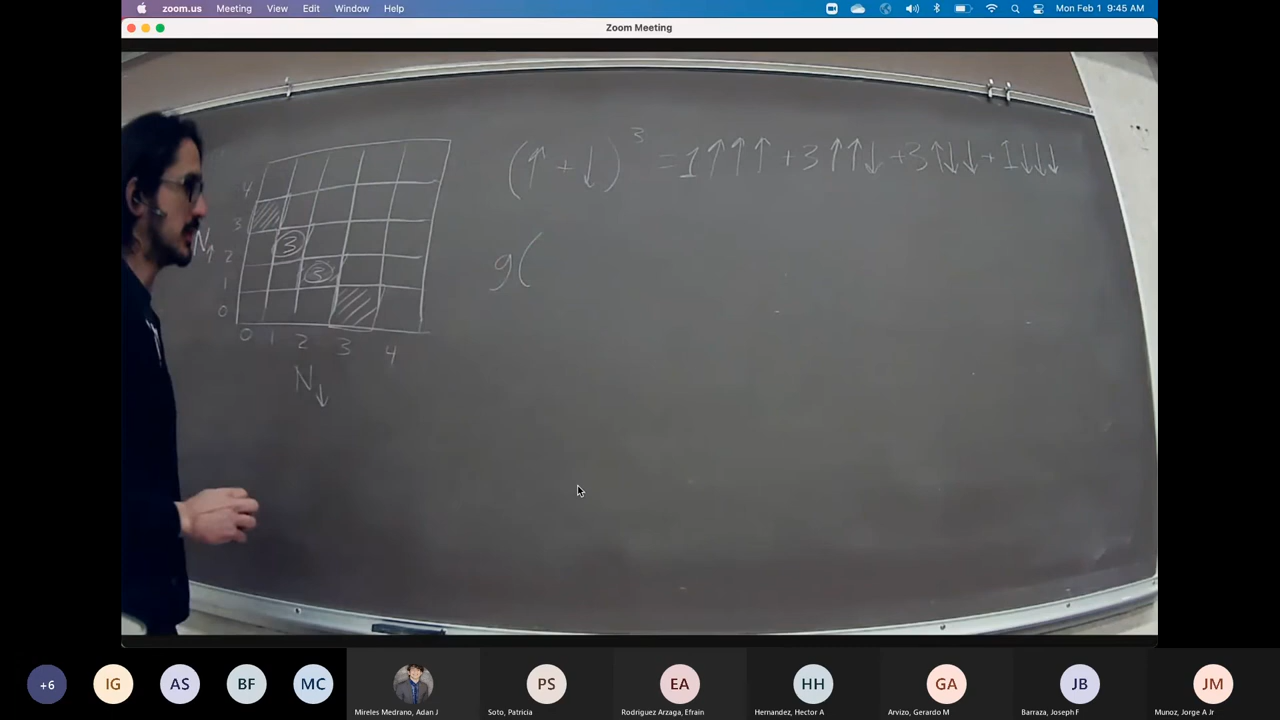 zoom.us Meeting View Edit Window Help Mon Feb 1 9:45 AM
Zoom Meeting
(↑ + ↓)³ = 1↑↑↑ + 3↑↑↓ + 3↑↓↓ + 1↓↓↓
4
3
N↑ 2 3
1 3
0
0 1 2 3 4
N↓
g(
+6 IG AS BF MC PS EA HH GA JB JM
Mireles Medrano, Adan J Soto, Patricia Rodriguez Arzaga, Efrain Hernandez, Hector A Arvizo, Gerardo M Barraza, Joseph F Munoz, Jorge A Jr